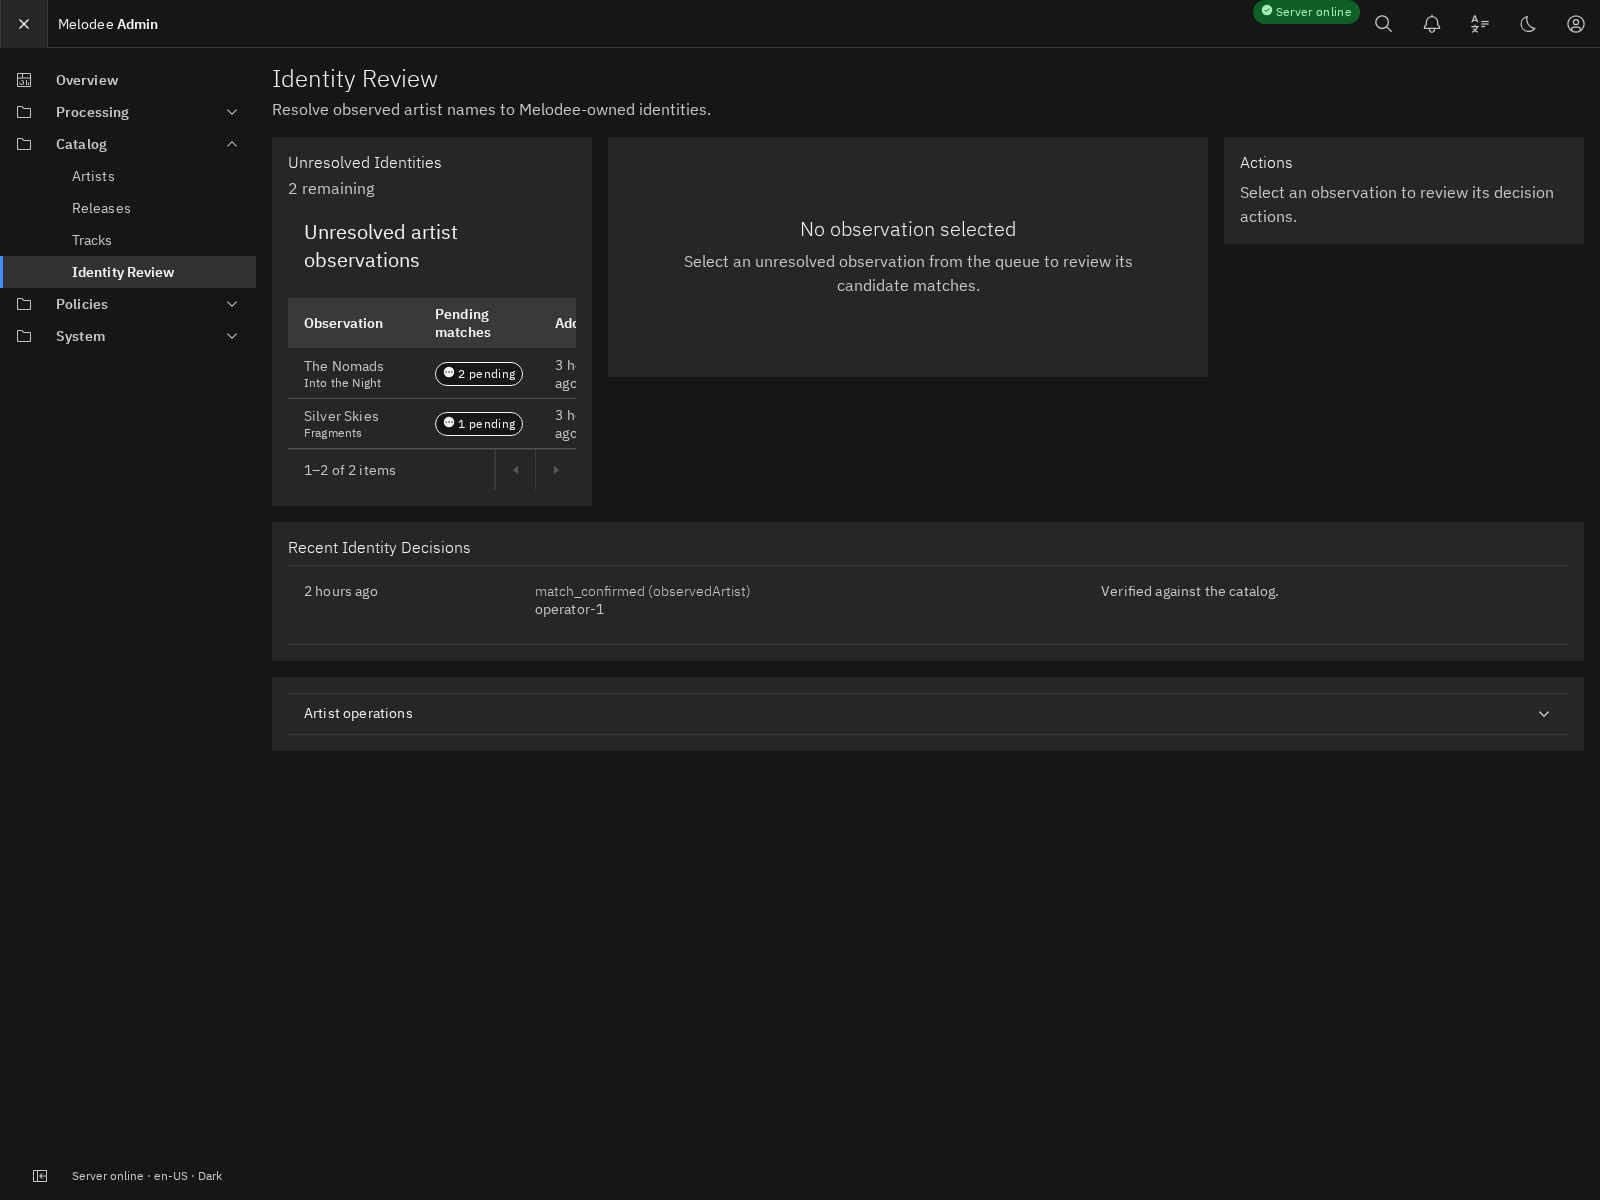 Melodee Admin
Server online
Overview
Processing
Catalog
Artists
Releases
Tracks
Identity Review
Policies
System
Server online · en-US · Dark
Identity Review
Resolve observed artist names to Melodee-owned identities.
Unresolved Identities
2 remaining
Unresolved artist
observations
Observation
Pending
matches
The Nomads
Into the Night
2 pending
3 h
ago
Silver Skies
Fragments
1 pending
3 h
ago
1–2 of 2 items
No observation selected
Select an unresolved observation from the queue to review its
candidate matches.
Actions
Select an observation to review its decision
actions.
Recent Identity Decisions
2 hours ago
match_confirmed (observedArtist)
operator-1
Verified against the catalog.
Artist operations